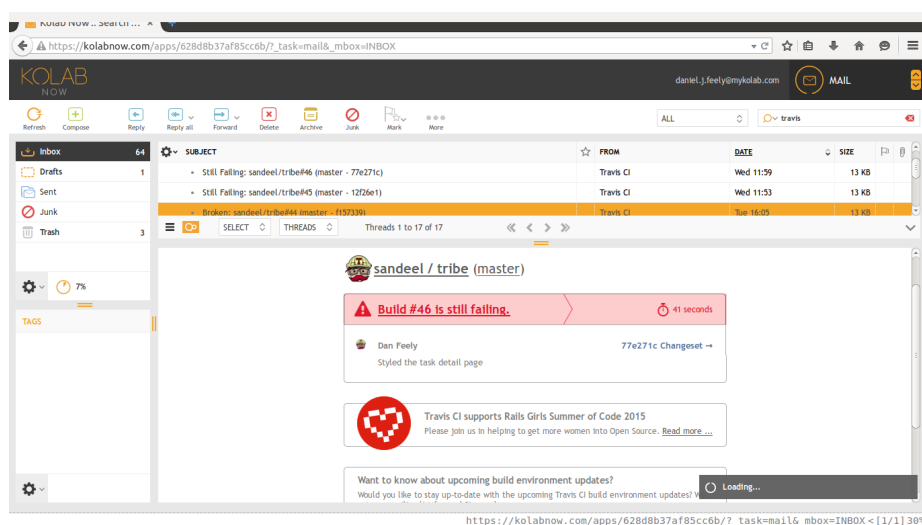 Kolab Now :: Search ... ×
https://kolabnow.com/apps/628d8b37af85cc6b/?_task=mail&_mbox=INBOX
KOLAB
NOW
daniel.j.feely@mykolab.com
MAIL
Refresh Compose Reply Reply all Forward Delete Archive Junk Mark More
ALL
travis
Inbox 64
Drafts 1
Sent
Junk
Trash 3
7%
TAGS
SUBJECT FROM DATE SIZE
Still Failing: sandeel/tribe#46 (master - 77e271c) Travis CI Wed 11:59 13 KB
Still Failing: sandeel/tribe#45 (master - 12f26e1) Travis CI Wed 11:53 13 KB
Broken: sandeel/tribe#44 (master - f157339) Travis CI Tue 16:05 13 KB
SELECT THREADS Threads 1 to 17 of 17
sandeel / tribe (master)
Build #46 is still failing. 41 seconds
Dan Feely 77e271c Changeset →
Styled the task detail page
Travis CI supports Rails Girls Summer of Code 2015
Please join us in helping to get more women into Open Source. Read more ...
Want to know about upcoming build environment updates?
Would you like to stay up-to-date with the upcoming Travis CI build environment updates?
Loading...
https://kolabnow.com/apps/628d8b37af85cc6b/?_task=mail&_mbox=INBOX<[1/1]30%